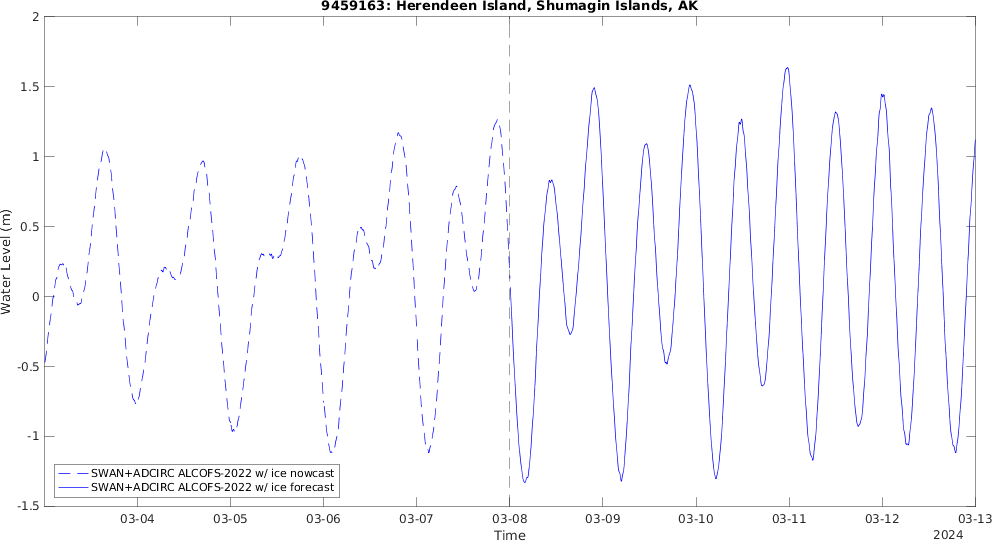 9459163: Herendeen Island, Shumagin Islands, AK
2
1.5
1
0.5
0
-0.5
-1
-1.5
Water Level (m)
SWAN+ADCIRC ALCOFS-2022 w/ ice nowcast
SWAN+ADCIRC ALCOFS-2022 w/ ice forecast
03-04 03-05 03-06 03-07 03-08 03-09 03-10 03-11 03-12 03-13
Time
2024